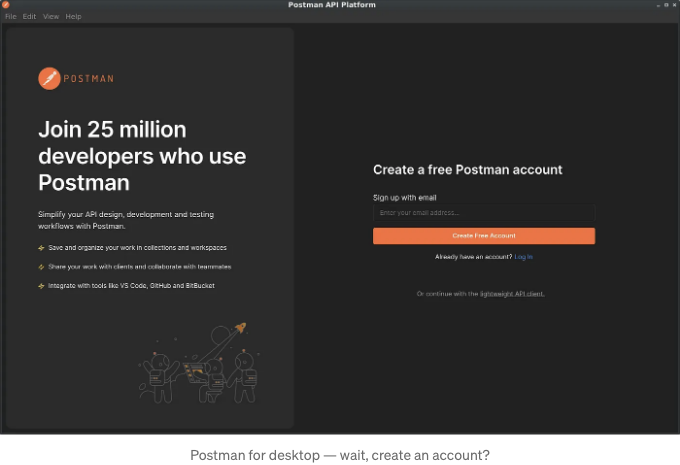 Postman API Platform
File Edit View Help
POSTMAN
Join 25 million
developers who use
Postman
Simplify your API design, development and testing
workflows with Postman.
Save and organize your work in collections and workspaces
Share your work with clients and collaborate with teammates
Integrate with tools like VS Code, GitHub and BitBucket
Create a free Postman account
Sign up with email
Enter your email address...
Create Free Account
Already have an account? Log In
Or continue with the lightweight API client.
Postman for desktop — wait, create an account?